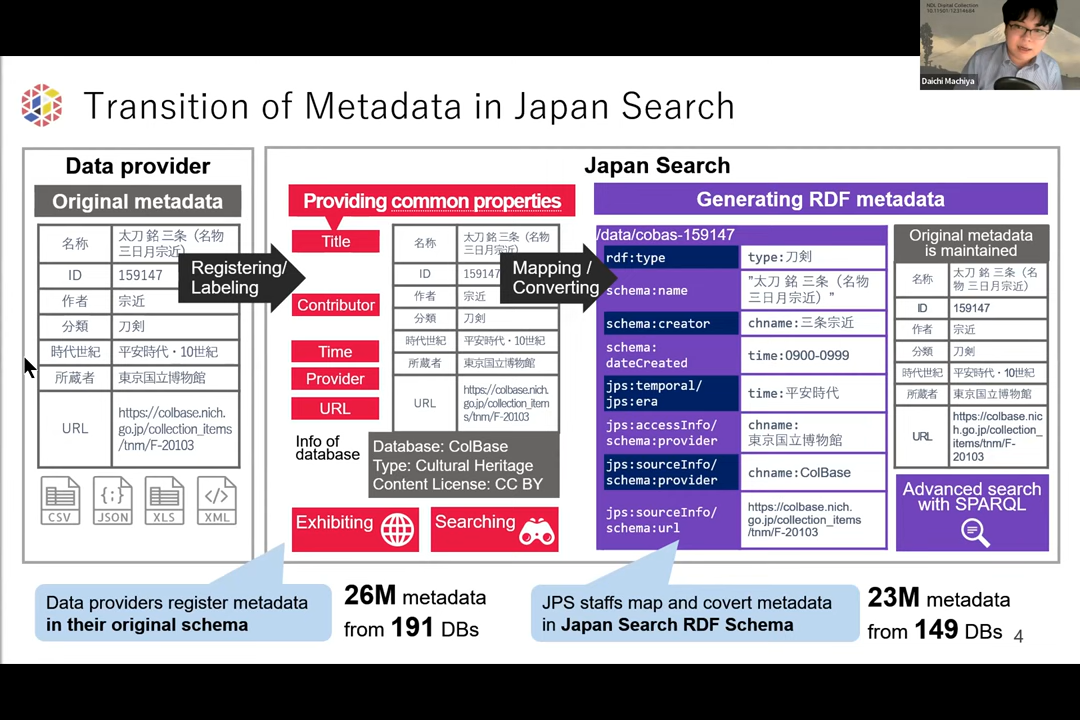 NDL Digital Collection
10.11501/12314684
Daichi Machiya
Transition of Metadata in Japan Search
Data provider
Original metadata
名称
太刀 銘 三条（名物
三日月宗近）
ID
159147
作者
宗近
分類
刀剣
時代世紀
平安時代・10世紀
所蔵者
東京国立博物館
URL
https://colbase.nich.
go.jp/collection_items
/tnm/F-20103
CSV
JSON
XLS
XML
Registering/
Labeling
Japan Search
Providing common properties
Title
Contributor
Time
Provider
URL
Info of
database
名称
太刀 銘 三条（名物
三日月宗近）
ID
159147
作者
宗近
分類
刀剣
時代世紀
平安時代・10世紀
所蔵者
東京国立博物館
URL
https://colbase.nich.
go.jp/collection_item
s/tnm/F-20103
Database: ColBase
Type: Cultural Heritage
Content License: CC BY
Exhibiting
Searching
Mapping /
Converting
Generating RDF metadata
/data/cobas-159147
rdf:type
type:刀剣
schema:name
"太刀 銘 三条（名物
三日月宗近）"
schema:creator
chname:三条宗近
schema:
dateCreated
time:0900-0999
jps:temporal/
jps:era
time:平安時代
jps:accessInfo/
schema:provider
chname:
東京国立博物館
jps:sourceInfo/
schema:provider
chname:ColBase
jps:sourceInfo/
schema:url
https://colbase.nich.
go.jp/collection_items
/tnm/F-20103
Original metadata
is maintained
名称
太刀 銘 三条（名
物 三日月宗近）
ID
159147
作者
宗近
分類
刀剣
時代世紀
平安時代・10世紀
所蔵者
東京国立博物館
URL
https://colbase.nic
h.go.jp/collection_
items/tnm/F-
20103
Advanced search
with SPARQL
Data providers register metadata
in their original schema
26M metadata
from 191 DBs
JPS staffs map and covert metadata
in Japan Search RDF Schema
23M metadata
from 149 DBs
4